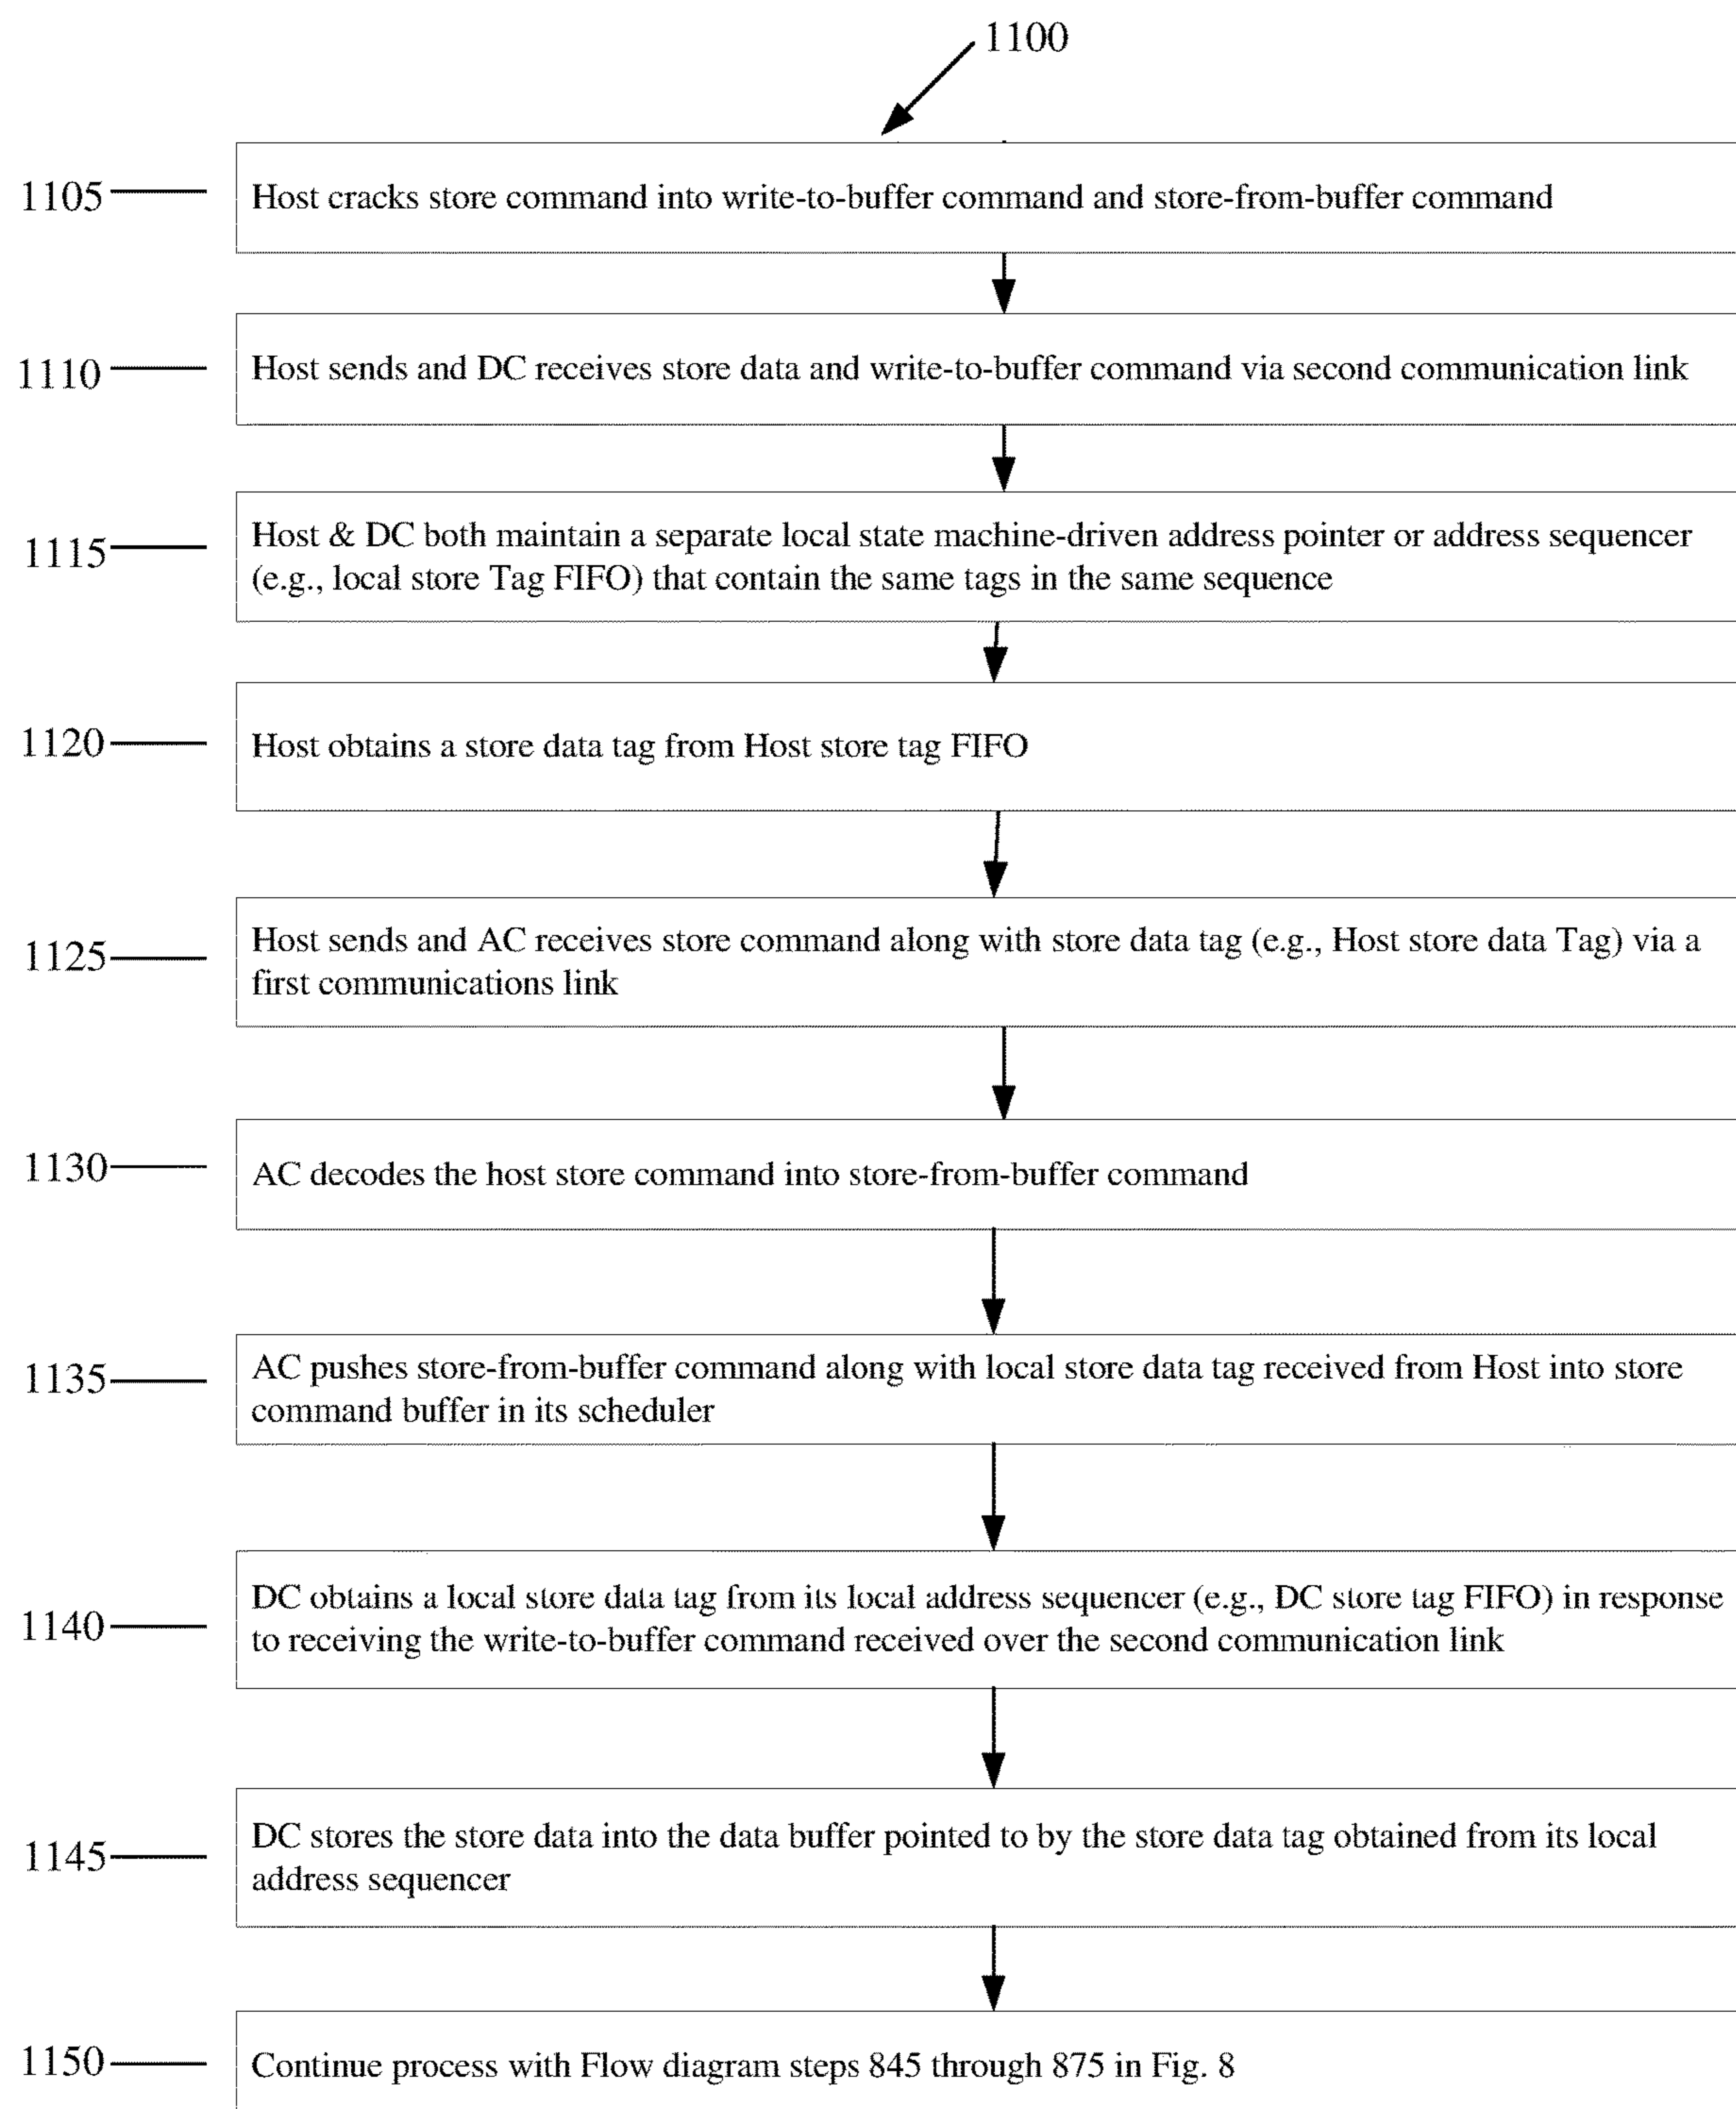 1100
1105
Host cracks store command into write-to-buffer command and store-from-buffer command
1110
Host sends and DC receives store data and write-to-buffer command via second communication link
1115
Host & DC both maintain a separate local state machine-driven address pointer or address sequencer
(e.g., local store Tag FIFO) that contain the same tags in the same sequence
1120
Host obtains a store data tag from Host store tag FIFO
1125
Host sends and AC receives store command along with store data tag (e.g., Host store data Tag) via a
first communications link
1130
AC decodes the host store command into store-from-buffer command
1135
AC pushes store-from-buffer command along with local store data tag received from Host into store
command buffer in its scheduler
1140
DC obtains a local store data tag from its local address sequencer (e.g., DC store tag FIFO) in response
to receiving the write-to-buffer command received over the second communication link
1145
DC stores the store data into the data buffer pointed to by the store data tag obtained from its local
address sequencer
1150
Continue process with Flow diagram steps 845 through 875 in Fig. 8